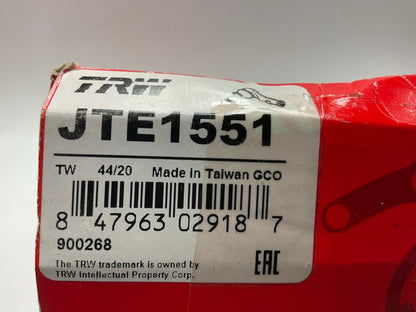 TRW
JTE1551
TW 44/20 Made in Taiwan GCO
8 47963 02918 7
900268
The TRW trademark is owned by
TRW Intellectual Property Corp.
EAC